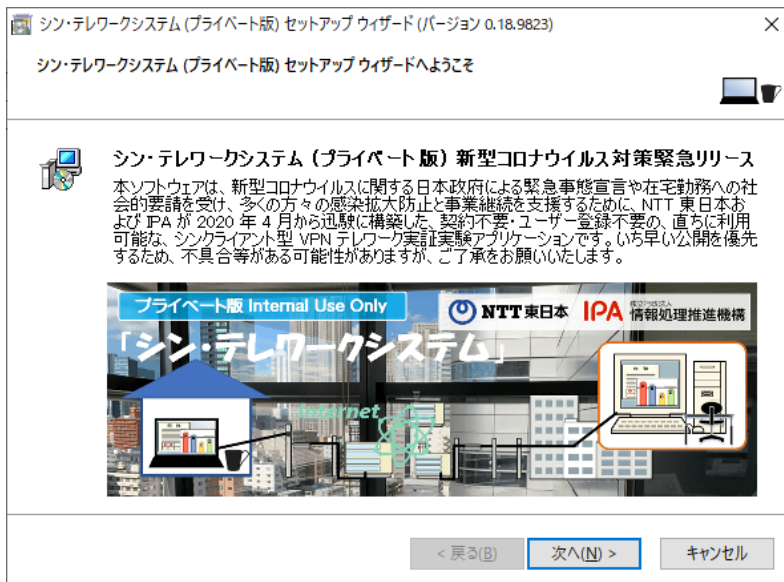 シン・テレワークシステム (プライベート版) セットアップ ウィザード (バージョン 0.18.9823)
シン・テレワークシステム (プライベート版) セットアップ ウィザードへようこそ
シン・テレワークシステム (プライベート版) 新型コロナウイルス対策緊急リリース
本ソフトウェアは、新型コロナウイルスに関する日本政府による緊急事態宣言や在宅勤務への社
会的要請を受け、多くの方々の感染拡大防止と事業継続を支援するために、NTT 東日本お
よび IPA が 2020 年 4 月から迅駛に構築した、契約不要・ユーザー登録不要の、直ちに利用
可能な、シンクライアント型 VPN テレワーク実証実験アプリケーションです。いち早い公開を優先
するため、不具合等がある可能性がありますが、ご了承をお願いいたします。
プライベート版 Internal Use Only
NTT東日本
IPA 独立行政法人
情報処理推進機構
「シン・テレワークシステム」
Internet
< 戻る(B)
次へ(N) >
キャンセル